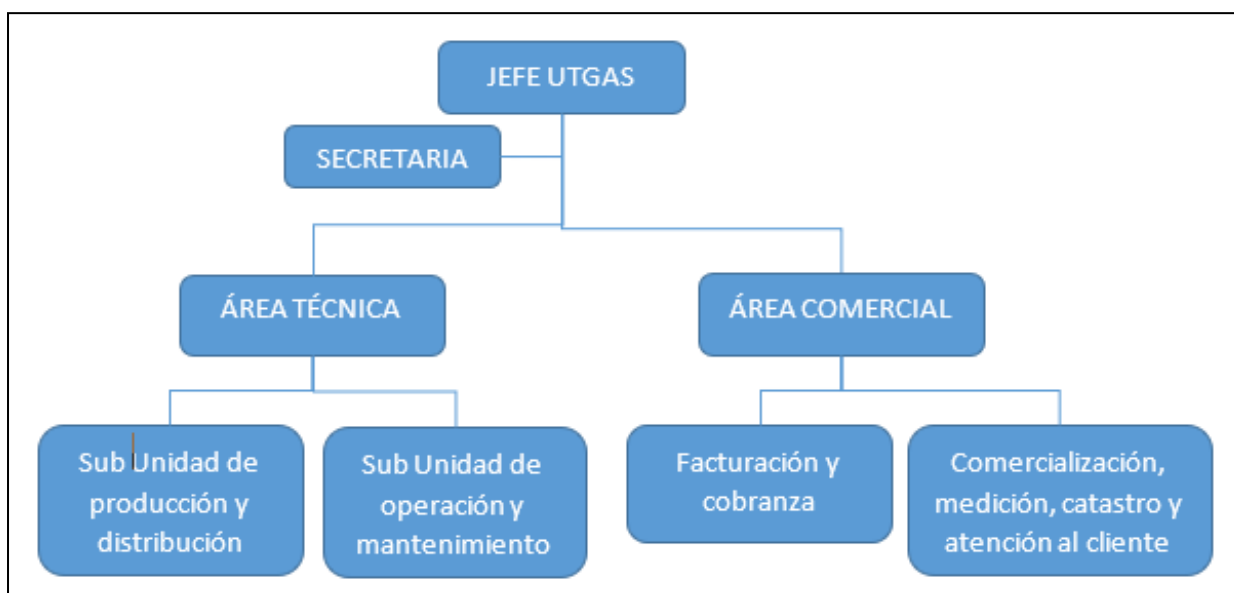 JEFE UTGAS
SECRETARIA
ÁREA TÉCNICA
ÁREA COMERCIAL
Sub Unidad de
producción y
distribución
Sub Unidad de
operación y
mantenimiento
Facturación y
cobranza
Comercialización,
medición, catastro y
atención al cliente